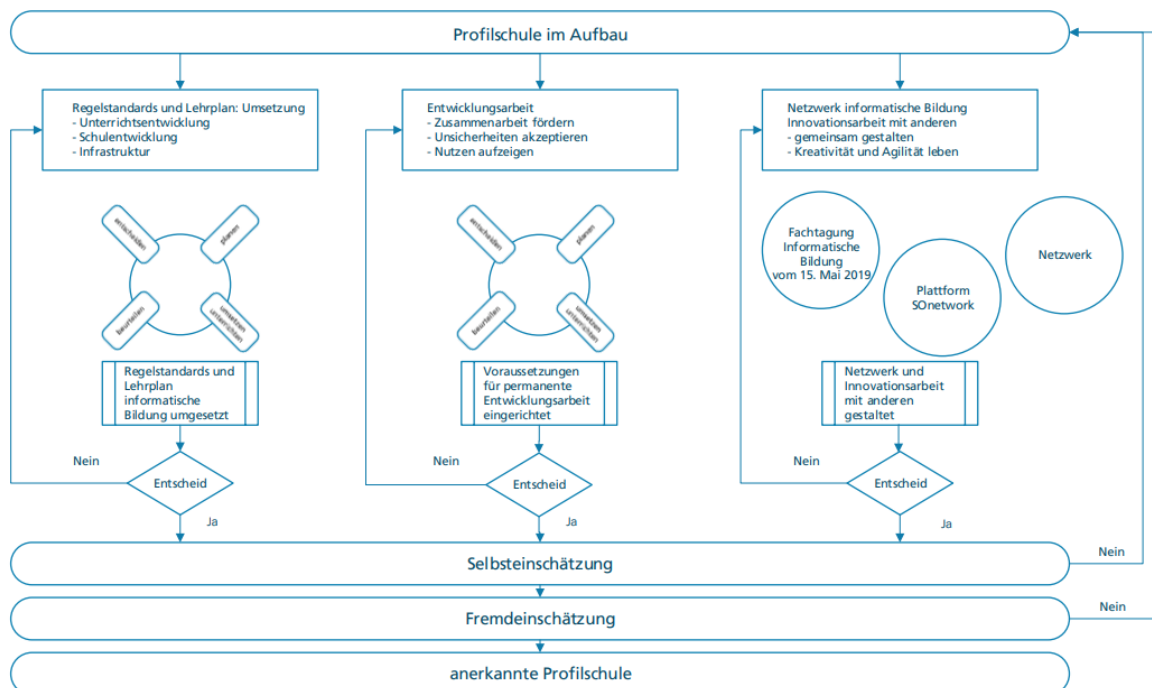 Profilschule im Aufbau
Regelstandards und Lehrplan: Umsetzung
- Unterrichtsentwicklung
- Schulentwicklung
- Infrastruktur
Entwicklungsarbeit
- Zusammenarbeit fördern
- Unsicherheiten akzeptieren
- Nutzen aufzeigen
Netzwerk informatische Bildung
Innovationsarbeit mit anderen
- gemeinsam gestalten
- Kreativität und Agilität leben
entscheiden
planen
beurteilen
umsetzen
unterrichten
entscheiden
planen
beurteilen
umsetzen
unterrichten
Fachtagung
Informatische
Bildung
vom 15. Mai 2019
Plattform
SOnetwork
Netzwerk
Regelstandards und
Lehrplan
informatische
Bildung umgesetzt
Voraussetzungen
für permanente
Entwicklungsarbeit
eingerichtet
Netzwerk und
Innovationsarbeit
mit anderen
gestaltet
Nein
Entscheid
Ja
Nein
Entscheid
Ja
Nein
Entscheid
Ja
Selbsteinschätzung
Nein
Fremdeinschätzung
Nein
anerkannte Profilschule